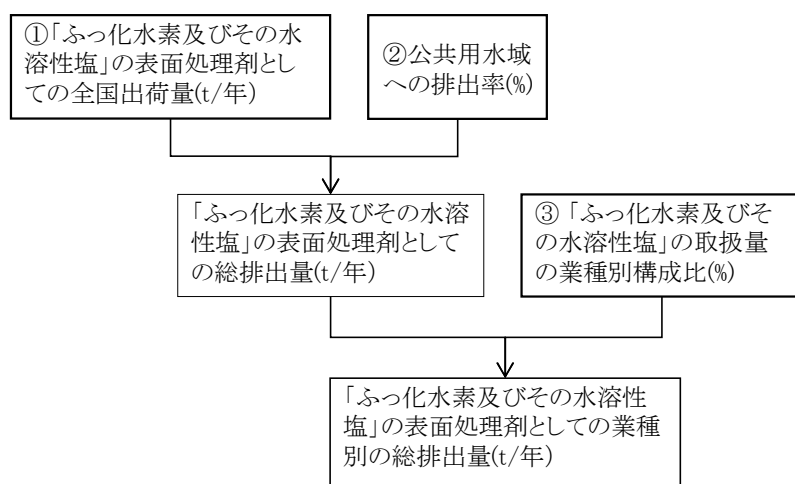 ①「ふっ化水素及びその水
溶性塩」の表面処理剤とし
ての全国出荷量(t/年)
②公共用水域
への排出率(%)
「ふっ化水素及びその水溶
性塩」の表面処理剤として
の総排出量(t/年)
③「ふっ化水素及びそ
の水溶性塩」の取扱量
の業種別構成比(%)
「ふっ化水素及びその水溶性
塩」の表面処理剤としての業種
別の総排出量(t/年)